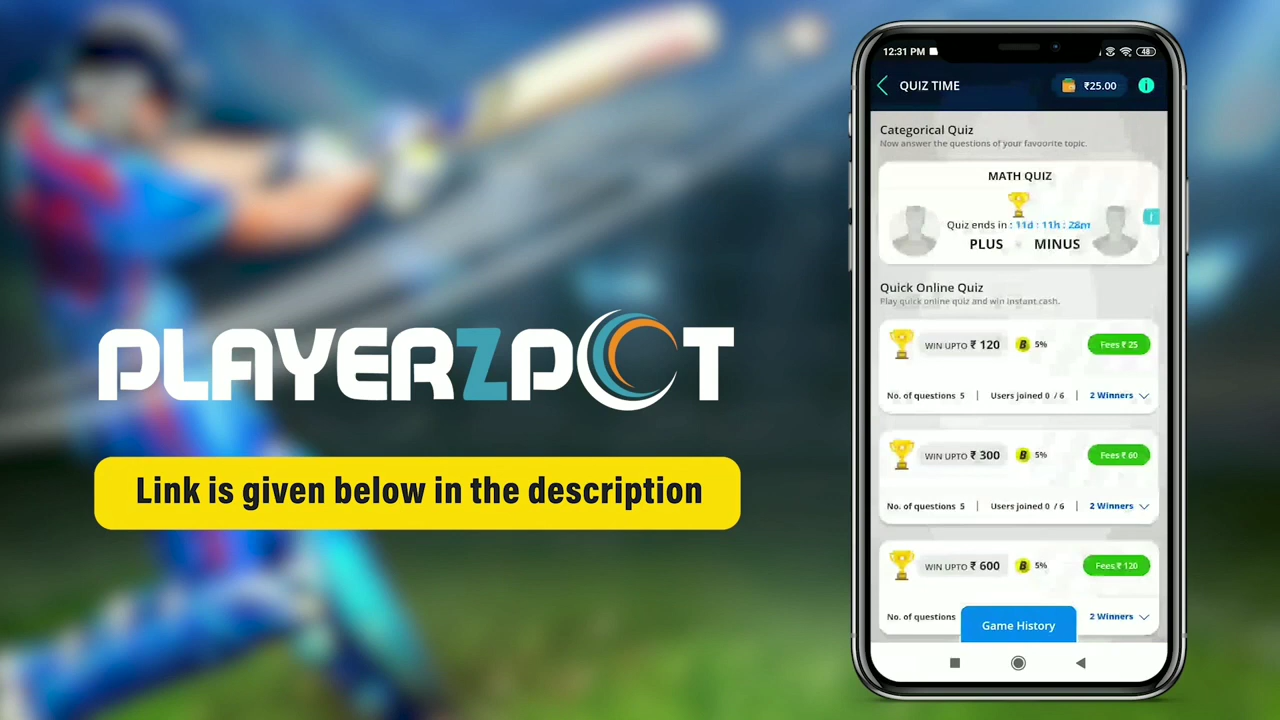 PLAYERZPOT
Link is given below in the description
12:31 PM
48
QUIZ TIME
₹25.00
i
Categorical Quiz
Now answer the questions of your favourite topic.
MATH QUIZ
Quiz ends in : 11d : 11h : 28m
PLUS
MINUS
Quick Online Quiz
Play quick online quiz and win instant cash.
WIN UPTO ₹ 120 B 5% Fees ₹ 25
No. of questions 5 | Users joined 0 / 6 | 2 Winners
WIN UPTO ₹ 300 B 5% Fees ₹ 60
No. of questions 5 | Users joined 0 / 6 | 2 Winners
WIN UPTO ₹ 600 B 5% Fees ₹ 120
No. of questions 2 Winners
Game History